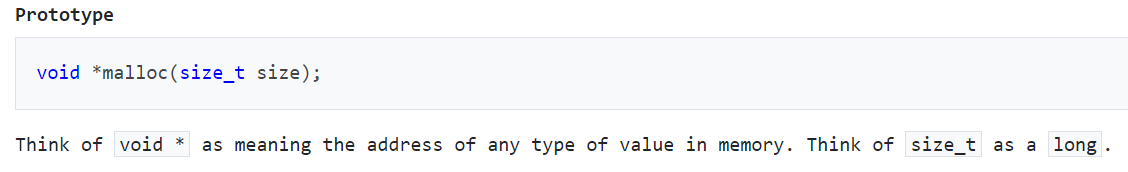 Prototype
void *malloc(size_t size);
Think of void * as meaning the address of any type of value in memory. Think of size_t as a long.